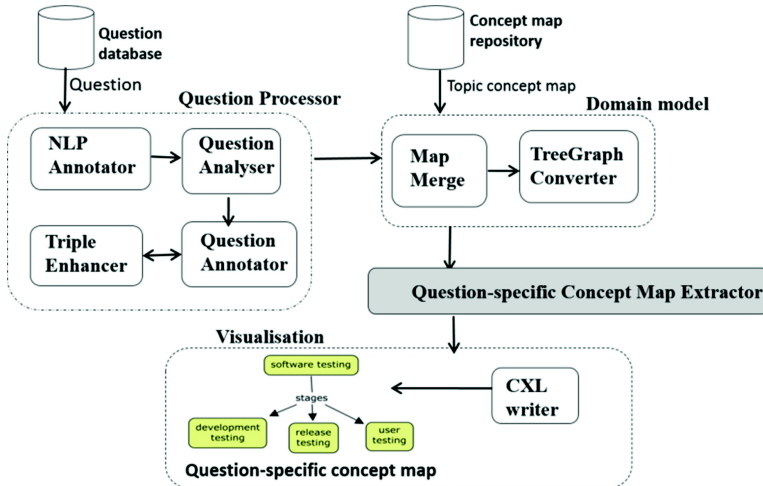 Question
database
Concept map
repository
Question
Topic concept map
Question Processor
Domain model
NLP
Annotator
Question
Analyser
Map
Merge
TreeGraph
Converter
Triple
Enhancer
Question
Annotator
Question-specific Concept Map Extractor
Visualisation
software testing
stages
development
testing
release
testing
user
testing
CXL
writer
Question-specific concept map